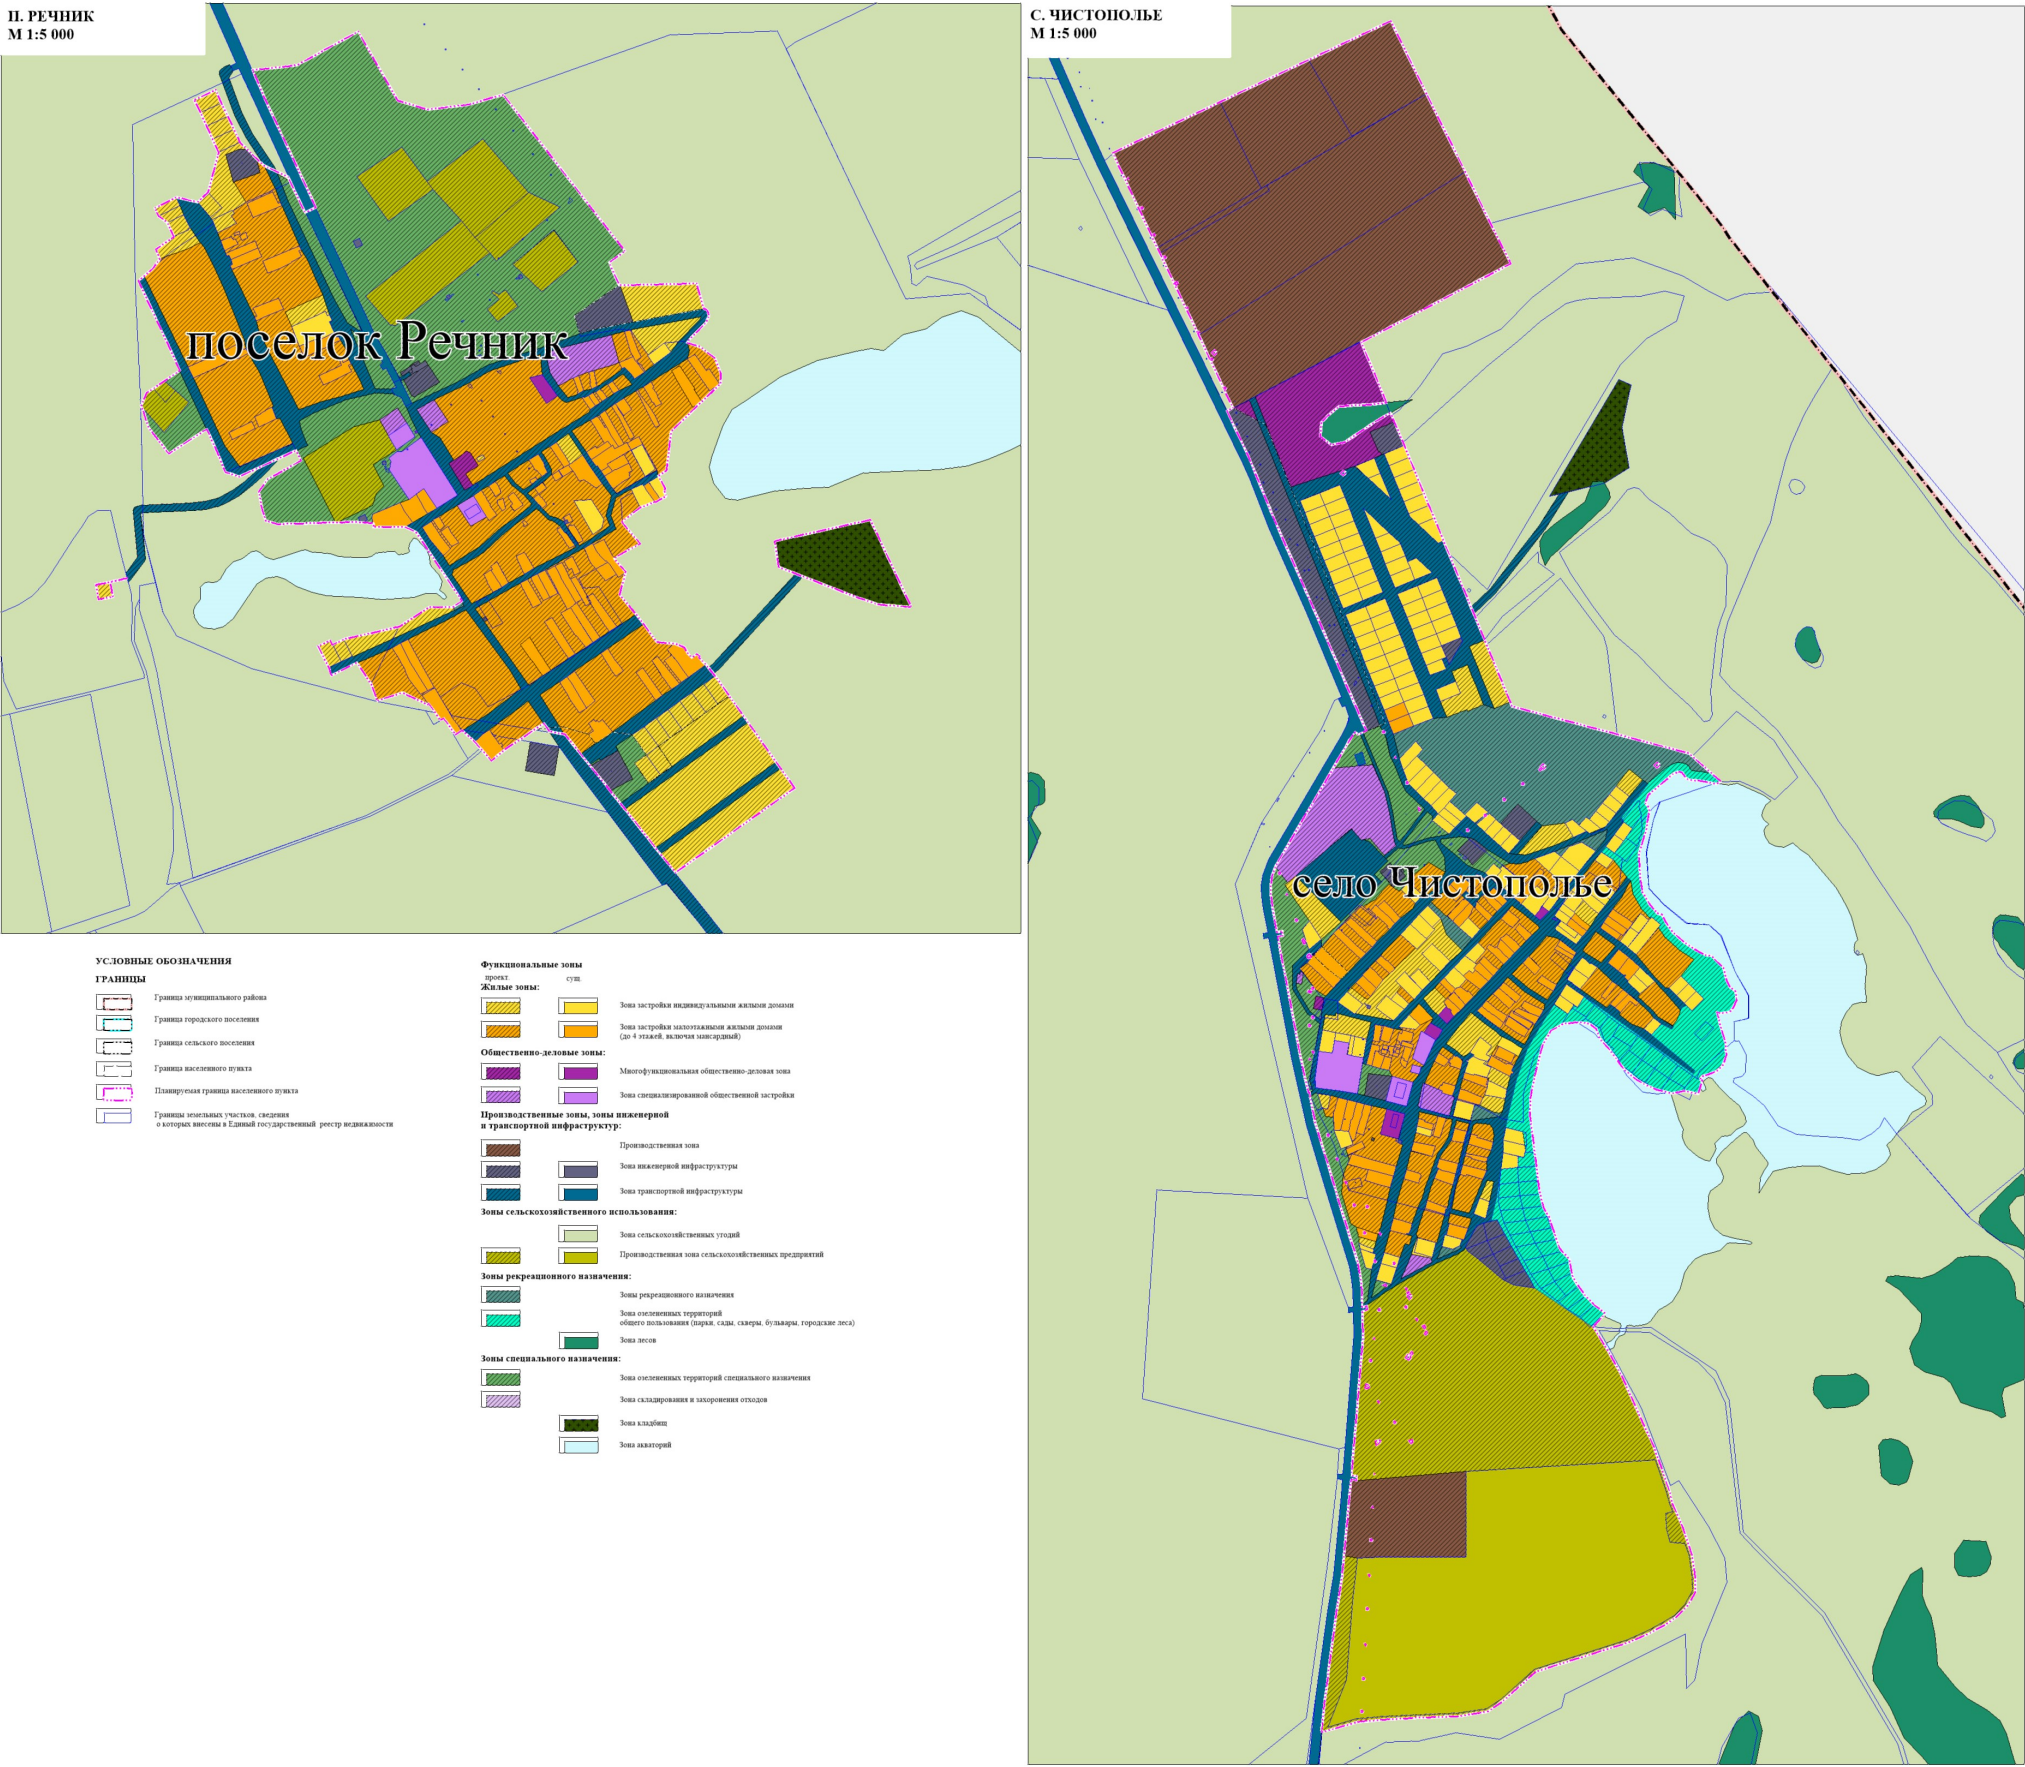 П. РЕЧНИК
М 1:5 000
поселок Речник
С. ЧИСТОПОЛЬЕ
М 1:5 000
село Чистополье
УСЛОВНЫЕ ОБОЗНАЧЕНИЯ
ГРАНИЦЫ
Граница муниципального района
Граница городского поселения
Граница сельского поселения
Граница населенного пункта
Планируемая граница населенного пункта
Границы земельных участков, сведения
о которых внесены в Единый государственный реестр недвижимости
Функциональные зоны
проект. сущ.
Жилые зоны:
Зона застройки индивидуальными жилыми домами
Зона застройки малоэтажными жилыми домами
(до 4 этажей, включая мансардный)
Общественно-деловые зоны:
Многофункциональная общественно-деловая зона
Зона специализированной общественной застройки
Производственные зоны, зоны инженерной
и транспортной инфраструктур:
Производственная зона
Зона инженерной инфраструктуры
Зона транспортной инфраструктуры
Зоны сельскохозяйственного использования:
Зона сельскохозяйственных угодий
Производственная зона сельскохозяйственных предприятий
Зоны рекреационного назначения:
Зоны рекреационного назначения
Зона озелененных территорий
общего пользования (парки, сады, скверы, бульвары, городские леса)
Зона лесов
Зоны специального назначения:
Зона озелененных территорий специального назначения
Зона складирования и захоронения отходов
Зона кладбищ
Зона акваторий